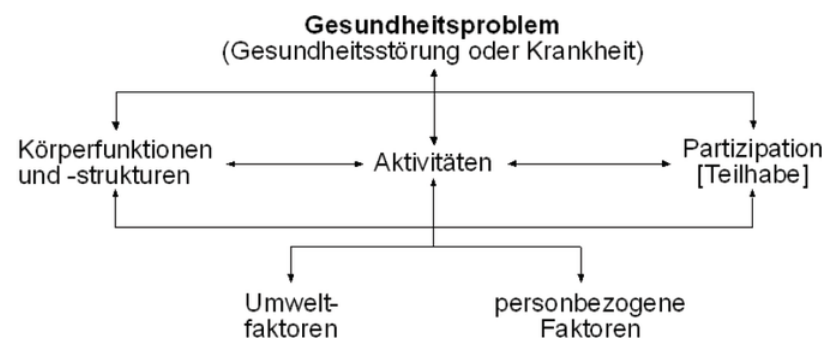 Gesundheitsproblem
(Gesundheitsstörung oder Krankheit)
Körperfunktionen
und -strukturen
Aktivitäten
Partizipation
[Teilhabe]
Umwelt-
faktoren
personbezogene
Faktoren